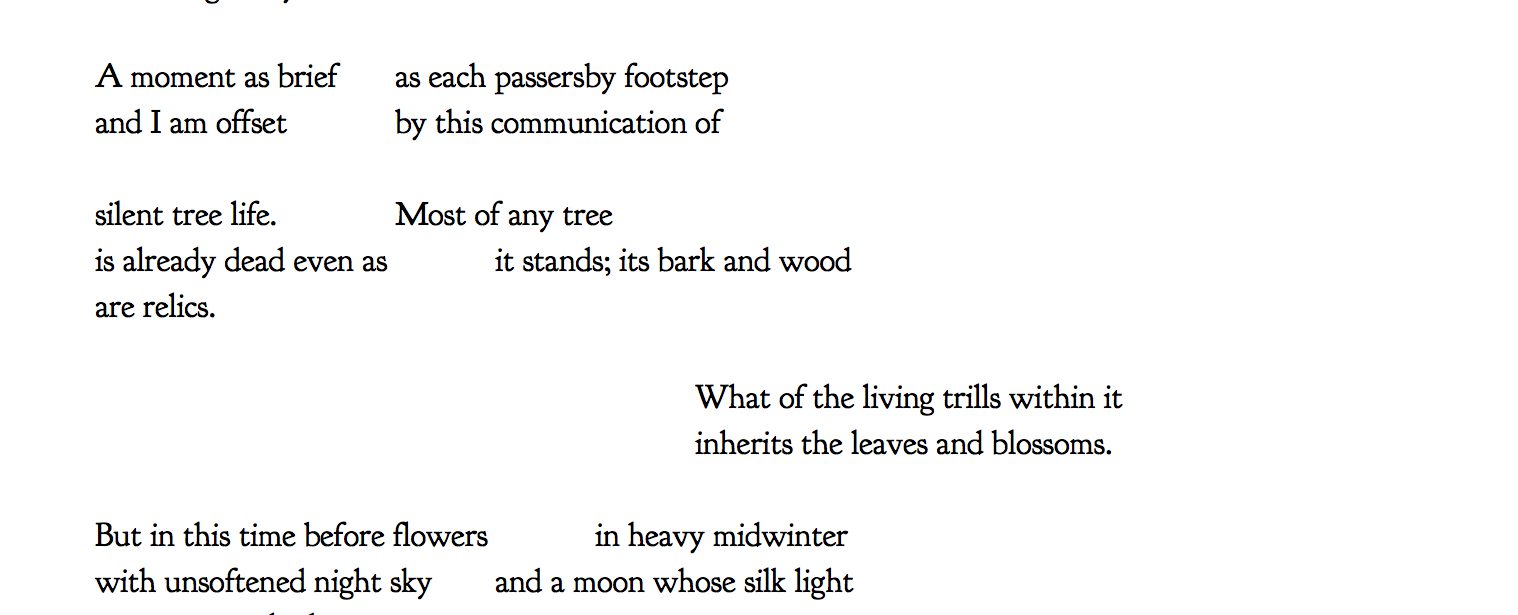 A moment as brief as each passersby footstep
and I am offset by this communication of
silent tree life. Most of any tree
is already dead even as it stands; its bark and wood
are relics.
What of the living trills within it
inherits the leaves and blossoms.
But in this time before flowers in heavy midwinter
with unsoftened night sky and a moon whose silk light